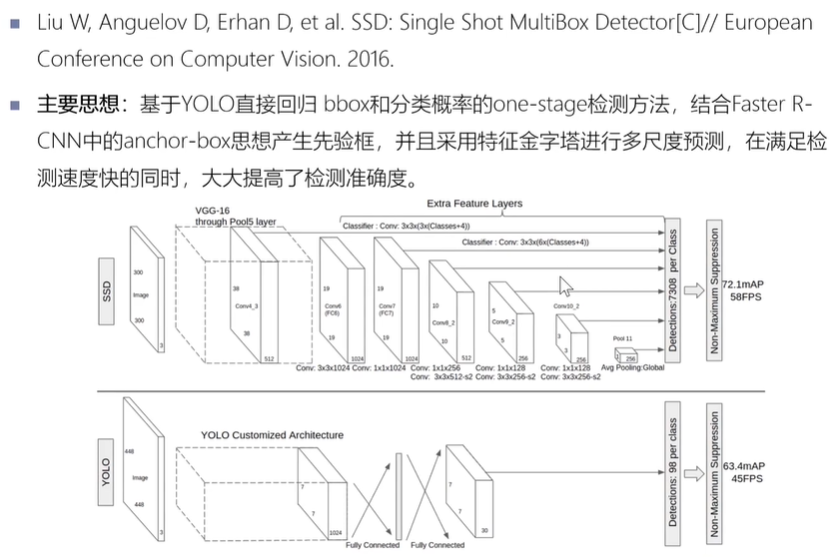 Liu W, Anguelov D, Erhan D, et al. SSD: Single Shot MultiBox Detector[C]// European
Conference on Computer Vision. 2016.
主要思想：基于YOLO直接回归 bbox和分类概率的one-stage检测方法，结合Faster R-
CNN中的anchor-box思想产生先验框，并且采用特征金字塔进行多尺度预测，在满足检
测速度快的同时，大大提高了检测准确度。
Extra Feature Layers
VGG-16
through Pool5 layer
Classifier : Conv: 3x3x(3x(Classes+4))
Classifier : Conv: 3x3x(6x(Classes+4))
SSD
300
Image
300
3
38
Conv4_3
38
512
19
Conv6
(FC6)
19
1024
19
Conv7
(FC7)
19
1024
10
Conv8_2
10
512
5
Conv9_2
5
256
Conv10_2
3
3
256
Pool 11
1
256
Conv: 3x3x1024 Conv: 1x1x1024 Conv: 1x1x256 Conv: 1x1x128 Conv: 1x1x128 Avg Pooling:Global
Conv: 3x3x512-s2 Conv: 3x3x256-s2 Conv: 3x3x256-s2
Detections:7308 per Class
Non-Maximum Suppression
72.1mAP
58FPS
YOLO
448
Image
448
3
YOLO Customized Architecture
7
7
1024
Fully Connected
Fully Connected
7
7
30
Detections: 98 per class
Non-Maximum Suppression
63.4mAP
45FPS